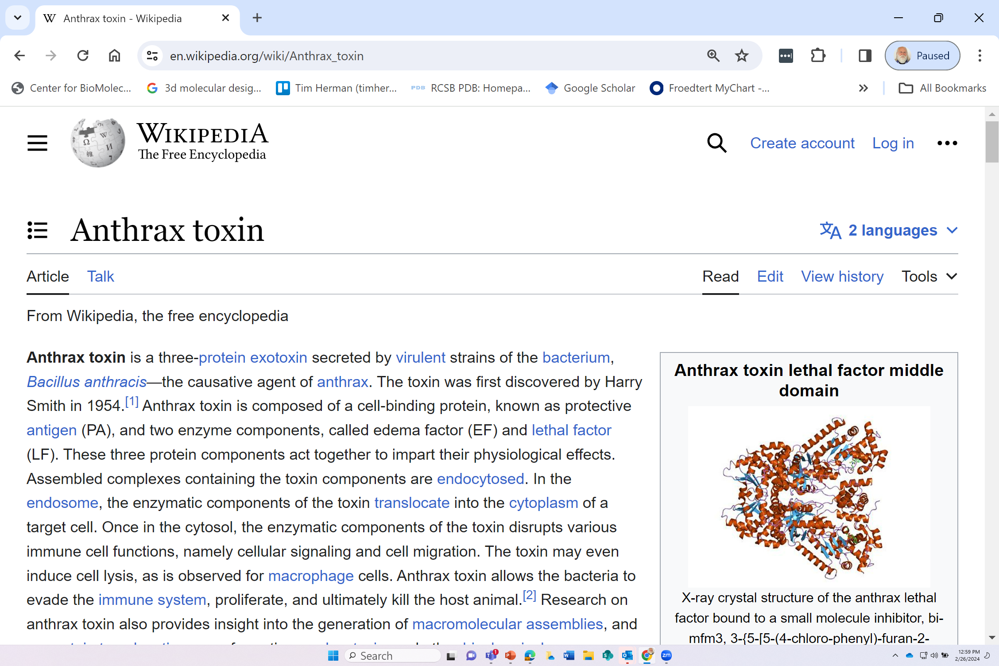 Anthrax toxin - Wikipedia
en.wikipedia.org/wiki/Anthrax_toxin
Paused
Center for BioMolec...
3d molecular desig...
Tim Herman (timher...
PDB
RCSB PDB: Homepa...
Google Scholar
Froedtert MyChart -...
All Bookmarks
WIKIPEDIA
The Free Encyclopedia
Create account
Log in
Anthrax toxin
2 languages
Article
Talk
Read
Edit
View history
Tools
From Wikipedia, the free encyclopedia
Anthrax toxin is a three-protein exotoxin secreted by virulent strains of the bacterium,
Bacillus anthracis—the causative agent of anthrax. The toxin was first discovered by Harry
Smith in 1954.[1] Anthrax toxin is composed of a cell-binding protein, known as protective
antigen (PA), and two enzyme components, called edema factor (EF) and lethal factor
(LF). These three protein components act together to impart their physiological effects.
Assembled complexes containing the toxin components are endocytosed. In the
endosome, the enzymatic components of the toxin translocate into the cytoplasm of a
target cell. Once in the cytosol, the enzymatic components of the toxin disrupts various
immune cell functions, namely cellular signaling and cell migration. The toxin may even
induce cell lysis, as is observed for macrophage cells. Anthrax toxin allows the bacteria to
evade the immune system, proliferate, and ultimately kill the host animal.[2] Research on
anthrax toxin also provides insight into the generation of macromolecular assemblies, and
Anthrax toxin lethal factor middle
domain
X-ray crystal structure of the anthrax lethal
factor bound to a small molecule inhibitor, bi-
mfm3, 3-{5-[5-(4-chloro-phenyl)-furan-2-
Search
zm
12:59 PM
2/26/2024